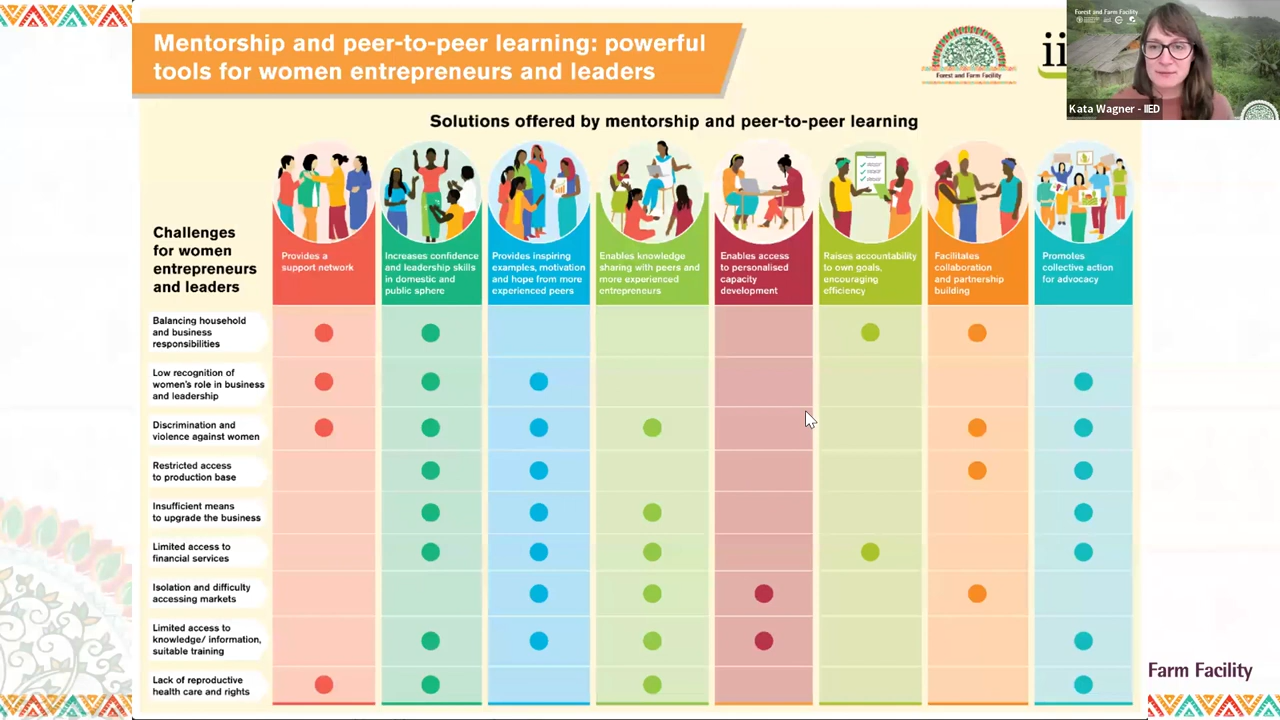 Mentorship and peer-to-peer learning: powerful
tools for women entrepreneurs and leaders
Forest and Farm Facility
Forest and Farm Facility
Kata Wagner - IIED
Solutions offered by mentorship and peer-to-peer learning
Challenges
for women
entrepreneurs
and leaders
Provides a
support network
Increases confidence
and leadership skills
in domestic and
public sphere
Provides inspiring
examples, motivation
and hope from more
experienced peers
Enables knowledge
sharing with peers and
more experienced
entrepreneurs
Enables access
to personalised
capacity
development
Raises accountability
to own goals,
encouraging
efficiency
Facilitates
collaboration
and partnership
building
Promotes
collective action
for advocacy
Balancing household
and business
responsibilities
Low recognition of
women's role in business
and leadership
Discrimination and
violence against women
Restricted access
to production base
Insufficient means
to upgrade the business
Limited access to
financial services
Isolation and difficulty
accessing markets
Limited access to
knowledge/ information,
suitable training
Lack of reproductive
health care and rights
Farm Facility